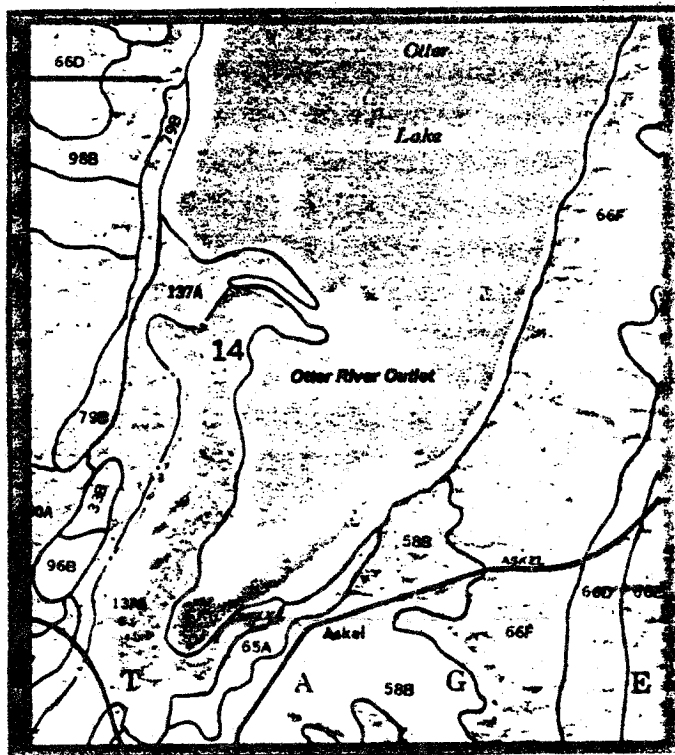 Otter
66D
79B
Lake
98B
66F
137A
14
Otter River Outlet
79B
33B
58B
ASKEL
96B
66D
Askel
66F
65A
T A G E
58B